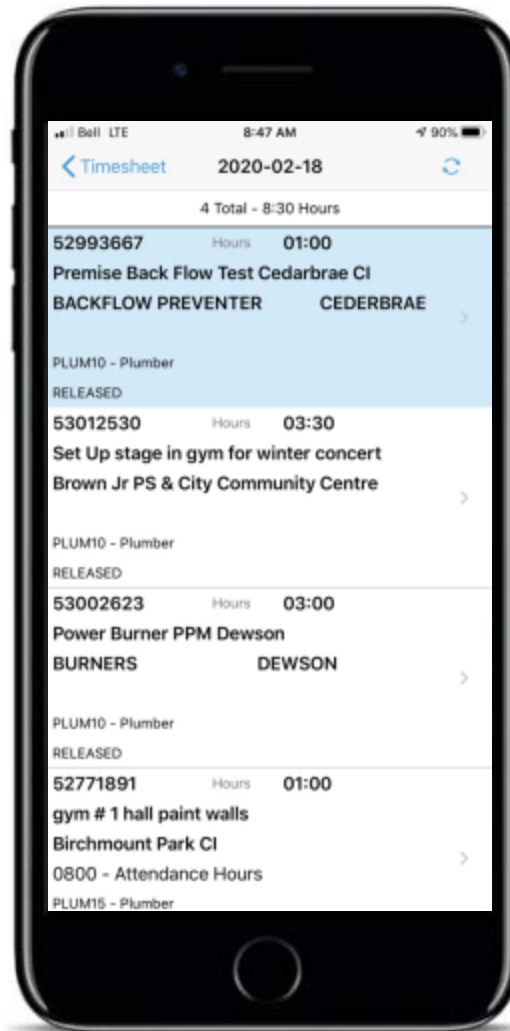 Bell LTE 8:47 AM 90%
Timesheet 2020-02-18
4 Total - 8:30 Hours
52993667 Hours 01:00
Premise Back Flow Test Cedarbrae CI
BACKFLOW PREVENTER CEDERBRAE
PLUM10 - Plumber
RELEASED
53012530 Hours 03:30
Set Up stage in gym for winter concert
Brown Jr PS & City Community Centre
PLUM10 - Plumber
RELEASED
53002623 Hours 03:00
Power Burner PPM Dewson
BURNERS DEWSON
PLUM10 - Plumber
RELEASED
52771891 Hours 01:00
gym # 1 hall paint walls
Birchmount Park CI
0800 - Attendance Hours
PLUM15 - Plumber